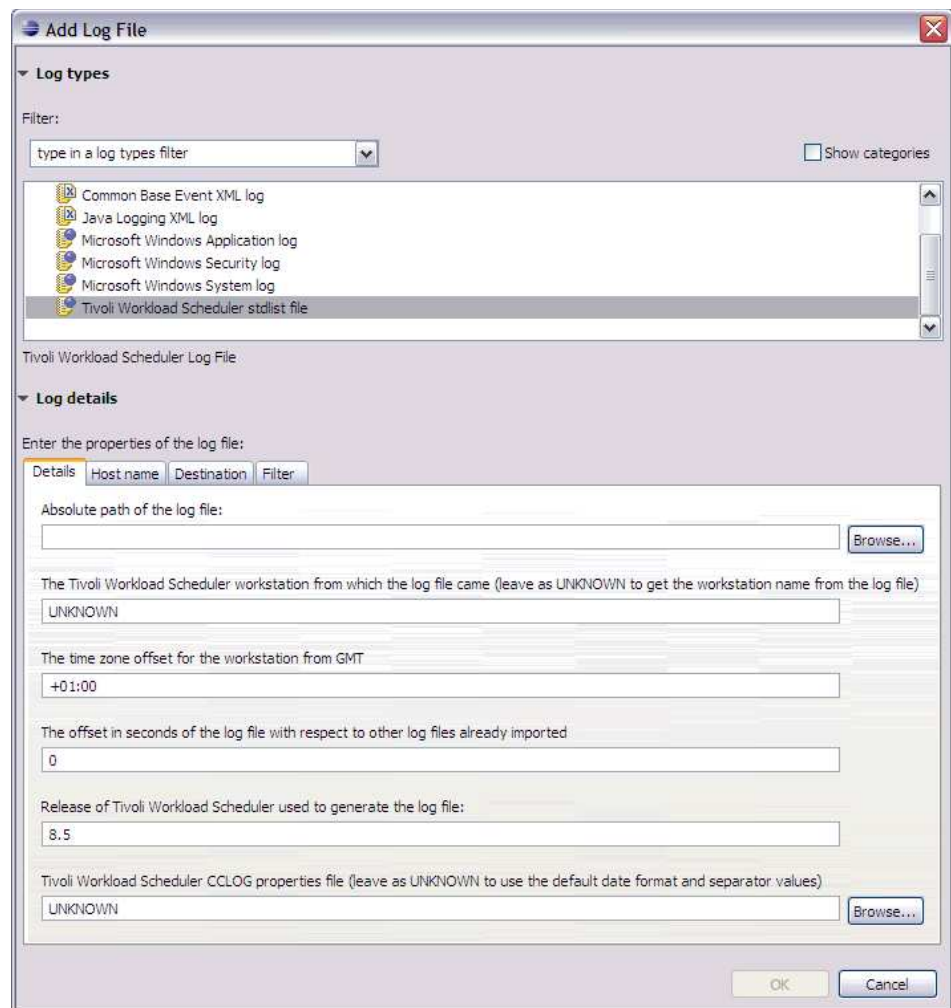 Add Log File
Log types
Filter:
type in a log types filter
Show categories
Common Base Event XML log
Java Logging XML log
Microsoft Windows Application log
Microsoft Windows Security log
Microsoft Windows System log
Tivoli Workload Scheduler stdlist file
Tivoli Workload Scheduler Log File
Log details
Enter the properties of the log file:
Details Host name Destination Filter
Absolute path of the log file:
Browse...
The Tivoli Workload Scheduler workstation from which the log file came (leave as UNKNOWN to get the workstation name from the log file)
UNKNOWN
The time zone offset for the workstation from GMT
+01:00
The offset in seconds of the log file with respect to other log files already imported
0
Release of Tivoli Workload Scheduler used to generate the log file:
8.5
Tivoli Workload Scheduler CCLOG properties file (leave as UNKNOWN to use the default date format and separator values)
UNKNOWN
Browse...
OK Cancel